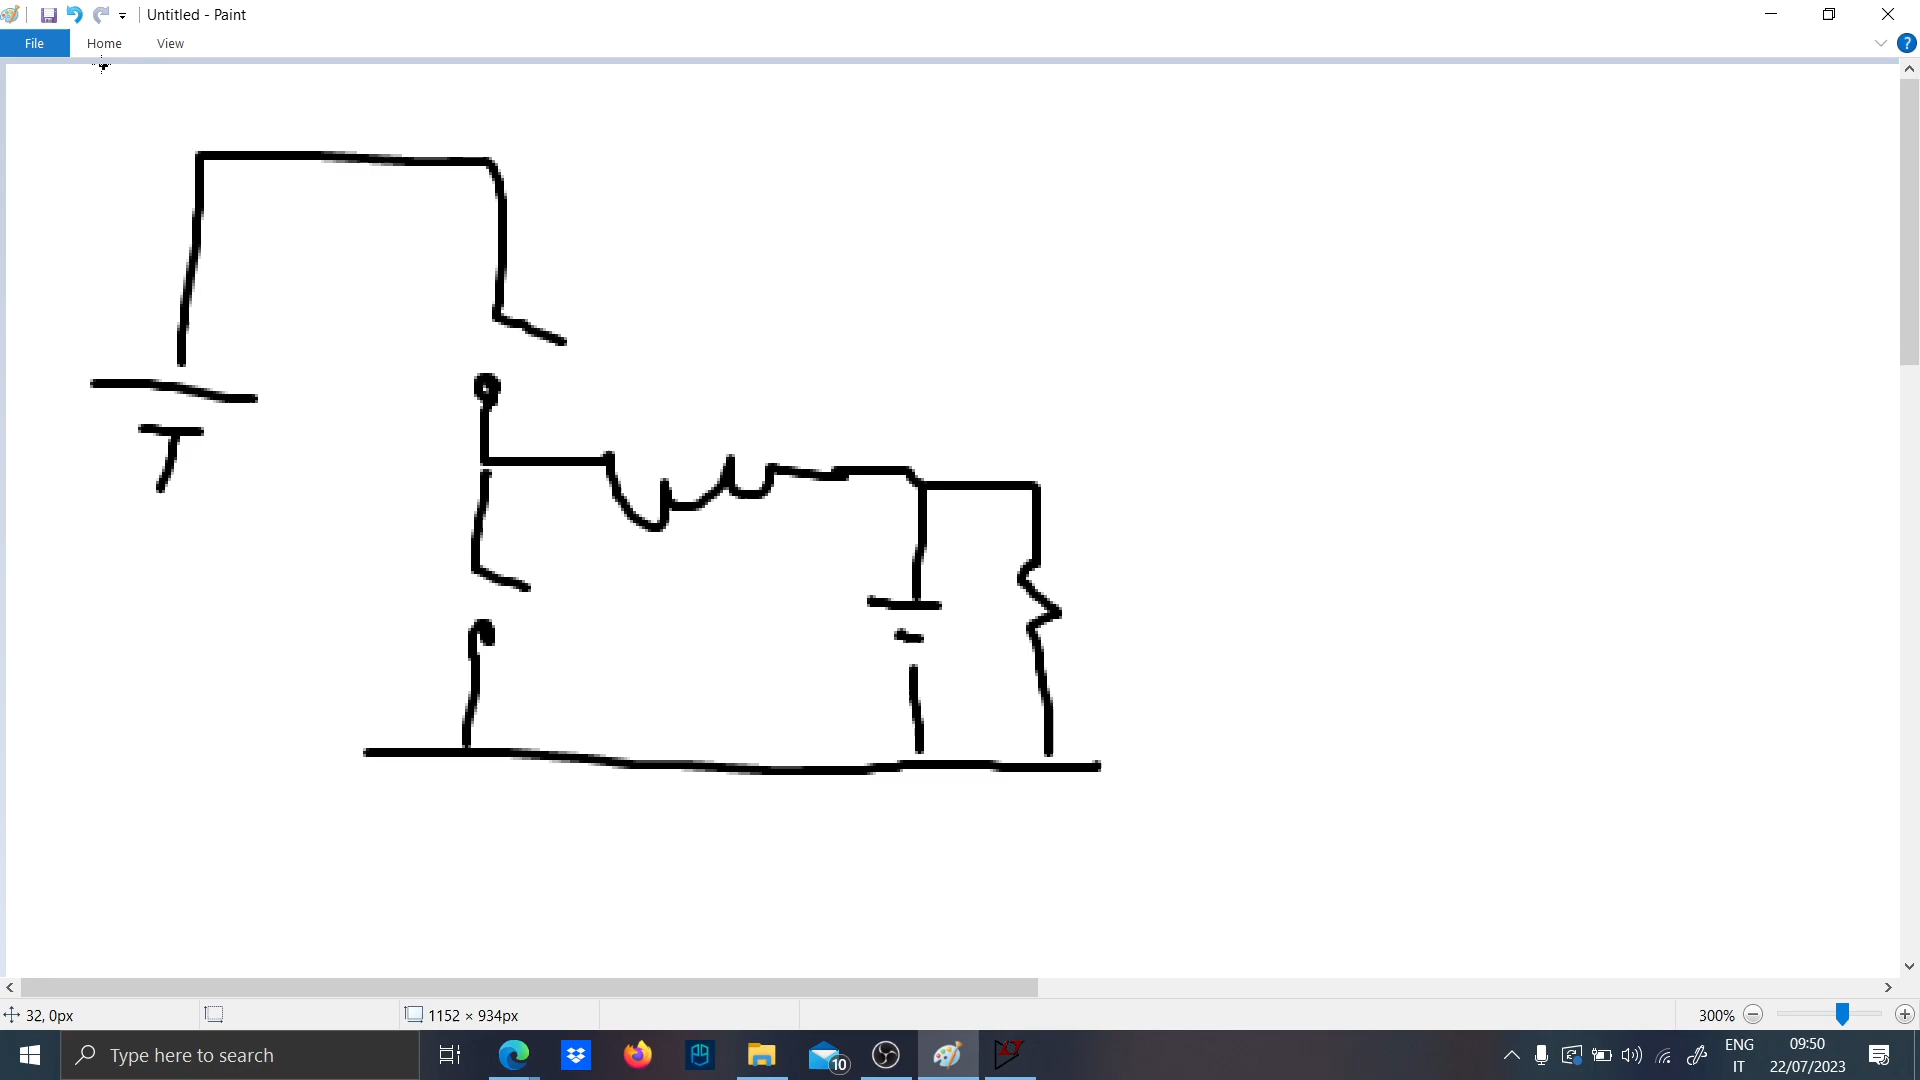 Untitled - Paint
File Home View
32, 0px
1152 × 934px
300%
Type here to search
10
XY
ENG
IT
09:50
22/07/2023